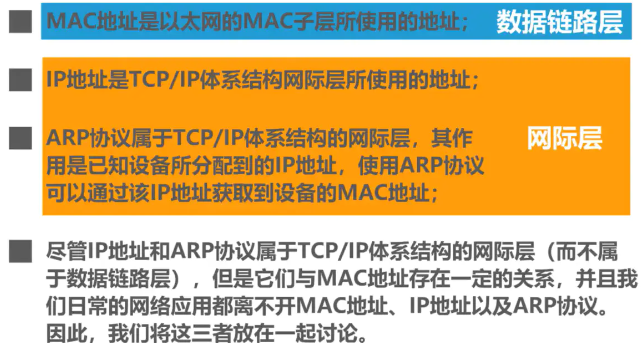 MAC地址是以太网的MAC子层所使用的地址；
数据链路层
IP地址是TCP/IP体系结构网际层所使用的地址；
ARP协议属于TCP/IP体系结构的网际层，其作
用是已知设备所分配到的IP地址，使用ARP协议
可以通过该IP地址获取到设备的MAC地址；
网际层
尽管IP地址和ARP协议属于TCP/IP体系结构的网际层（而不属
于数据链路层），但是它们与MAC地址存在一定的关系，并且我
们日常的网络应用都离不开MAC地址、IP地址以及ARP协议。
因此，我们将这三者放在一起讨论。